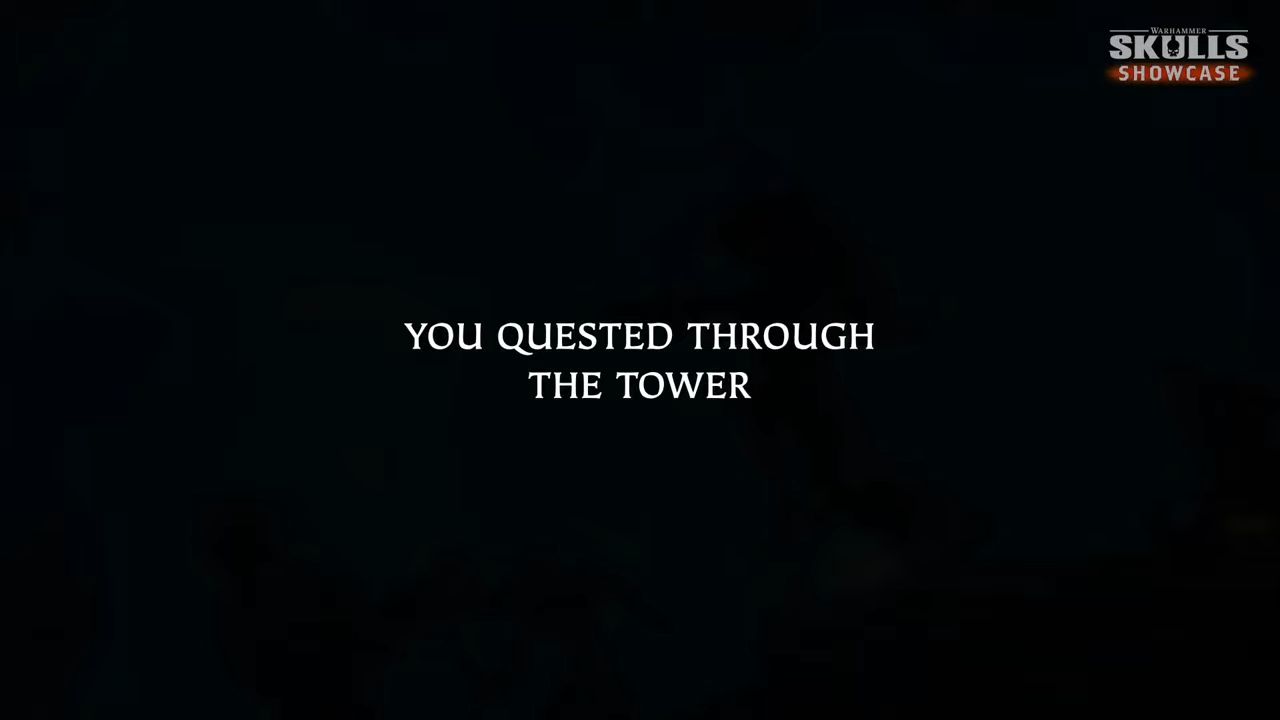 WARHAMMER
SKULLS
SHOWCASE
YOU QUESTED THROUGH
THE TOWER